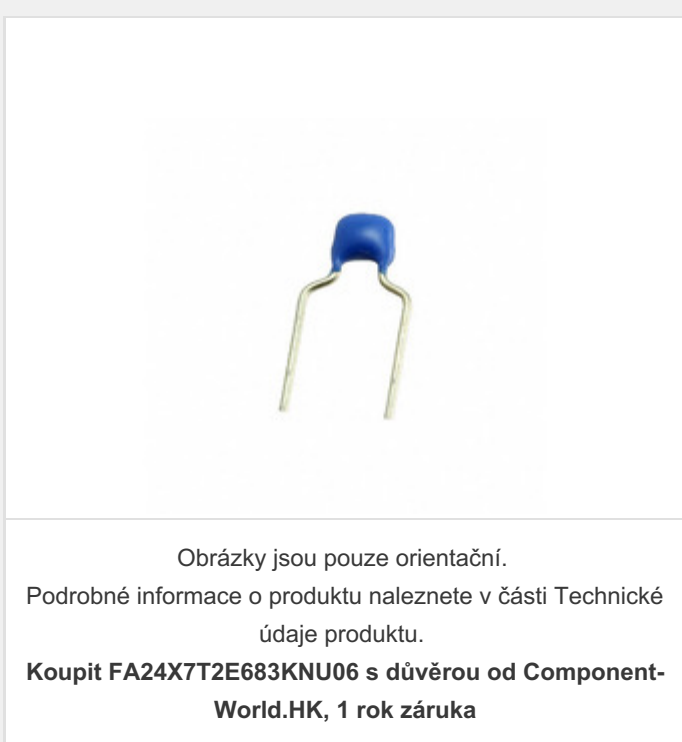 Obrázky jsou pouze orientační.
Podrobné informace o produktu naleznete v části Technické
údaje produktu.
Koupit FA24X7T2E683KNU06 s důvěrou od Component-
World.HK, 1 rok záruka